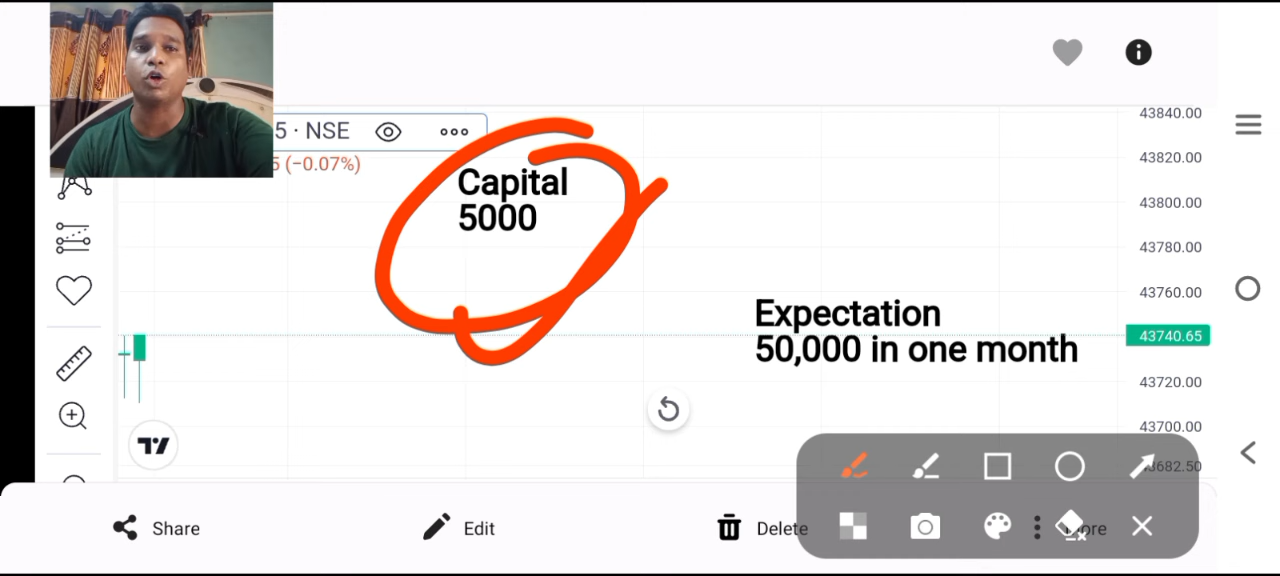 5 · NSE
5 (−0.07%)
Capital
5000
Expectation
50,000 in one month
43840.00
43820.00
43800.00
43780.00
43760.00
43740.65
43720.00
43700.00
3682.50
Share
Edit
Delete
ore